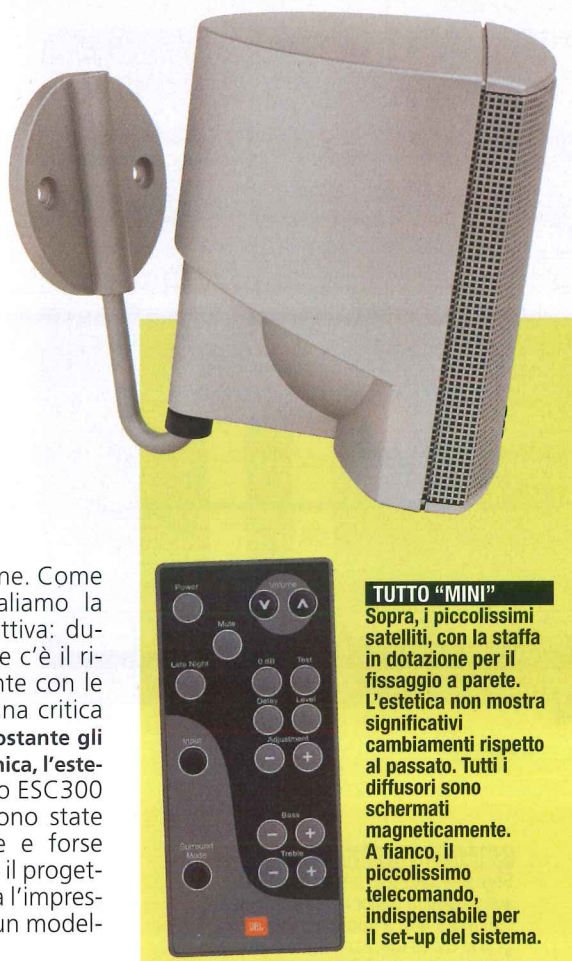 ne. Come
aliamo la
ttiva: du-
e c'è il ri-
nte con le
na critica
ostante gli
nica, l'este-
o ESC300
ono state
e e forse
il proget-
a l'impres-
un model-
Power
Volume
Mute
Late Night
0 dB Test
Delay Level
Adjustment
Bass
Surround
Mode
Treble
JBL
TUTTO “MINI”
Sopra, i piccolissimi
satelliti, con la staffa
in dotazione per il
fissaggio a parete.
L'estetica non mostra
significativi
cambiamenti rispetto
al passato. Tutti i
diffusori sono
schermati
magneticamente.
A fianco, il
piccolissimo
telecomando,
indispensabile per
il set-up del sistema.